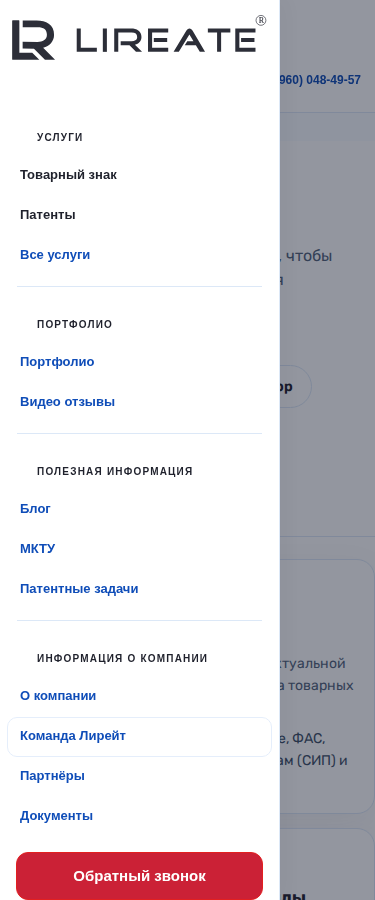 LIREATE®
960) 048-49-57
УСЛУГИ
Товарный знак
Патенты
, чтобы
Все услуги
я
ПОРТФОЛИО
Портфолио
ор
Видео отзывы
ПОЛЕЗНАЯ ИНФОРМАЦИЯ
Блог
МКТУ
Патентные задачи
ИНФОРМАЦИЯ О КОМПАНИИ
ктуальной
а товарных
О компании
Команда Лирейт
е, ФАС,
ам (СИП) и
Партнёры
Документы
Обратный звонок